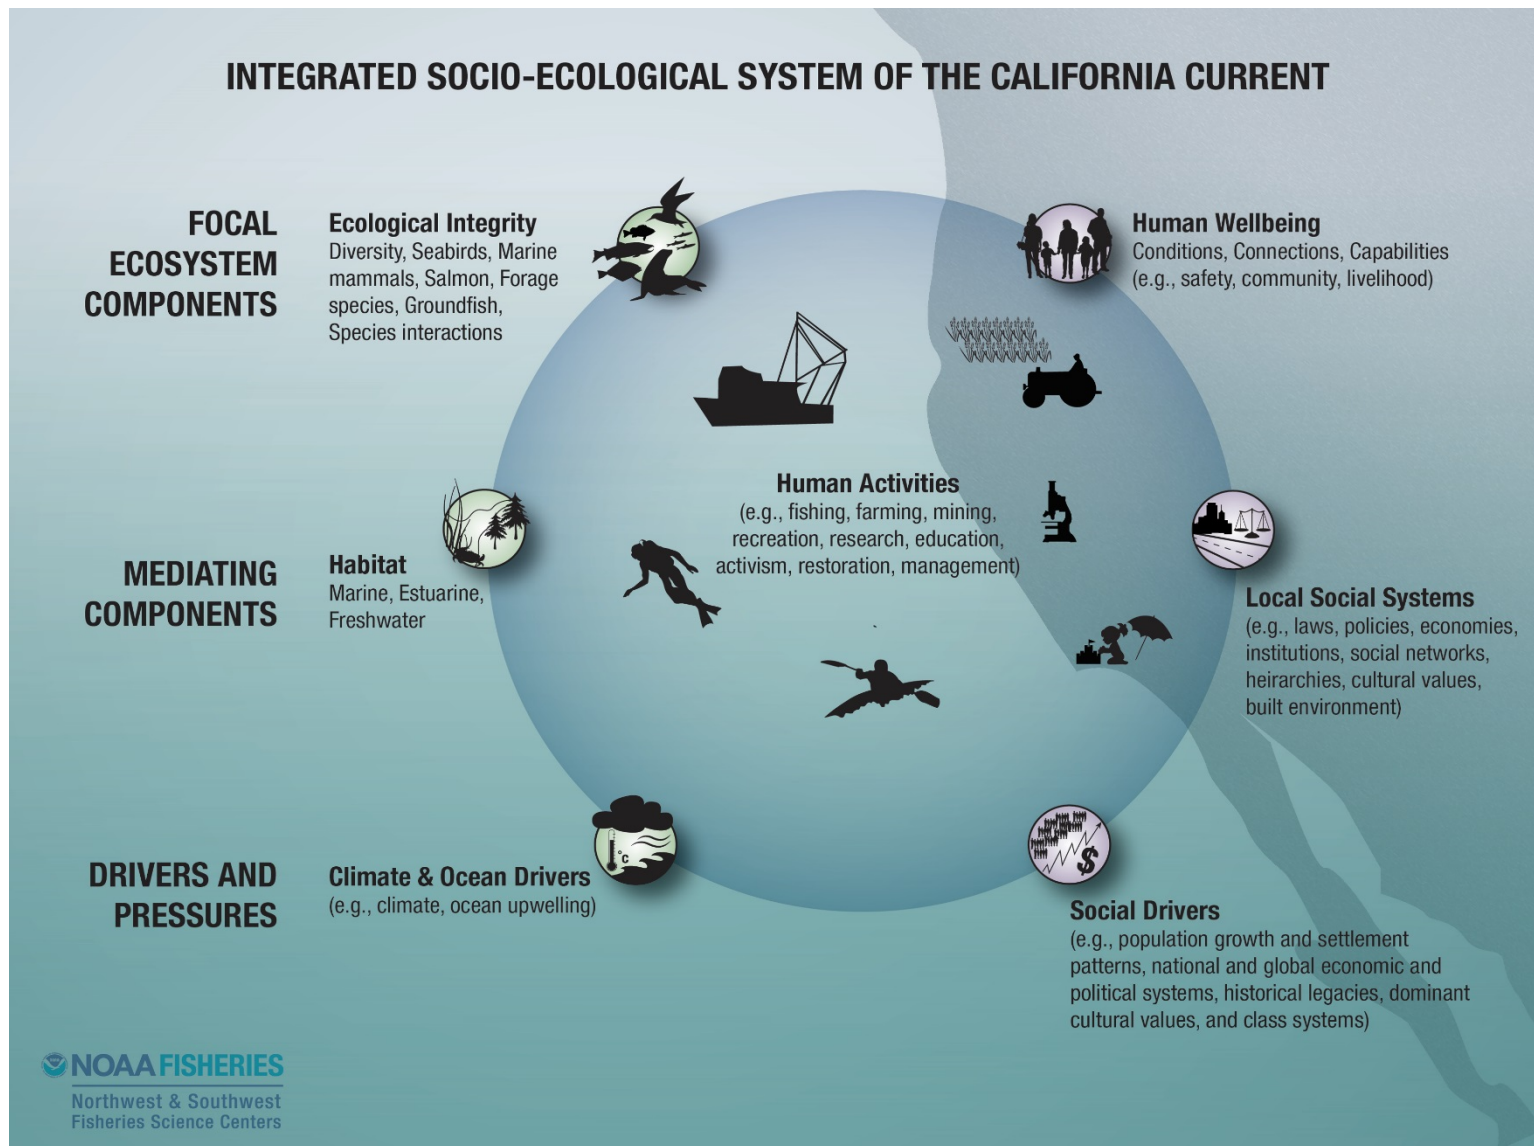 INTEGRATED SOCIO-ECOLOGICAL SYSTEM OF THE CALIFORNIA CURRENT
FOCAL
ECOSYSTEM
COMPONENTS
Ecological Integrity
Diversity, Seabirds, Marine
mammals, Salmon, Forage
species, Groundfish,
Species interactions
Human Wellbeing
Conditions, Connections, Capabilities
(e.g., safety, community, livelihood)
Human Activities
(e.g., fishing, farming, mining,
recreation, research, education,
activism, restoration, management)
MEDIATING
COMPONENTS
Habitat
Marine, Estuarine,
Freshwater
Local Social Systems
(e.g., laws, policies, economies,
institutions, social networks,
heirarchies, cultural values,
built environment)
DRIVERS AND
PRESSURES
°C
Climate & Ocean Drivers
(e.g., climate, ocean upwelling)
$
Social Drivers
(e.g., population growth and settlement
patterns, national and global economic and
political systems, historical legacies, dominant
cultural values, and class systems)
NOAA FISHERIES
Northwest & Southwest
Fisheries Science Centers